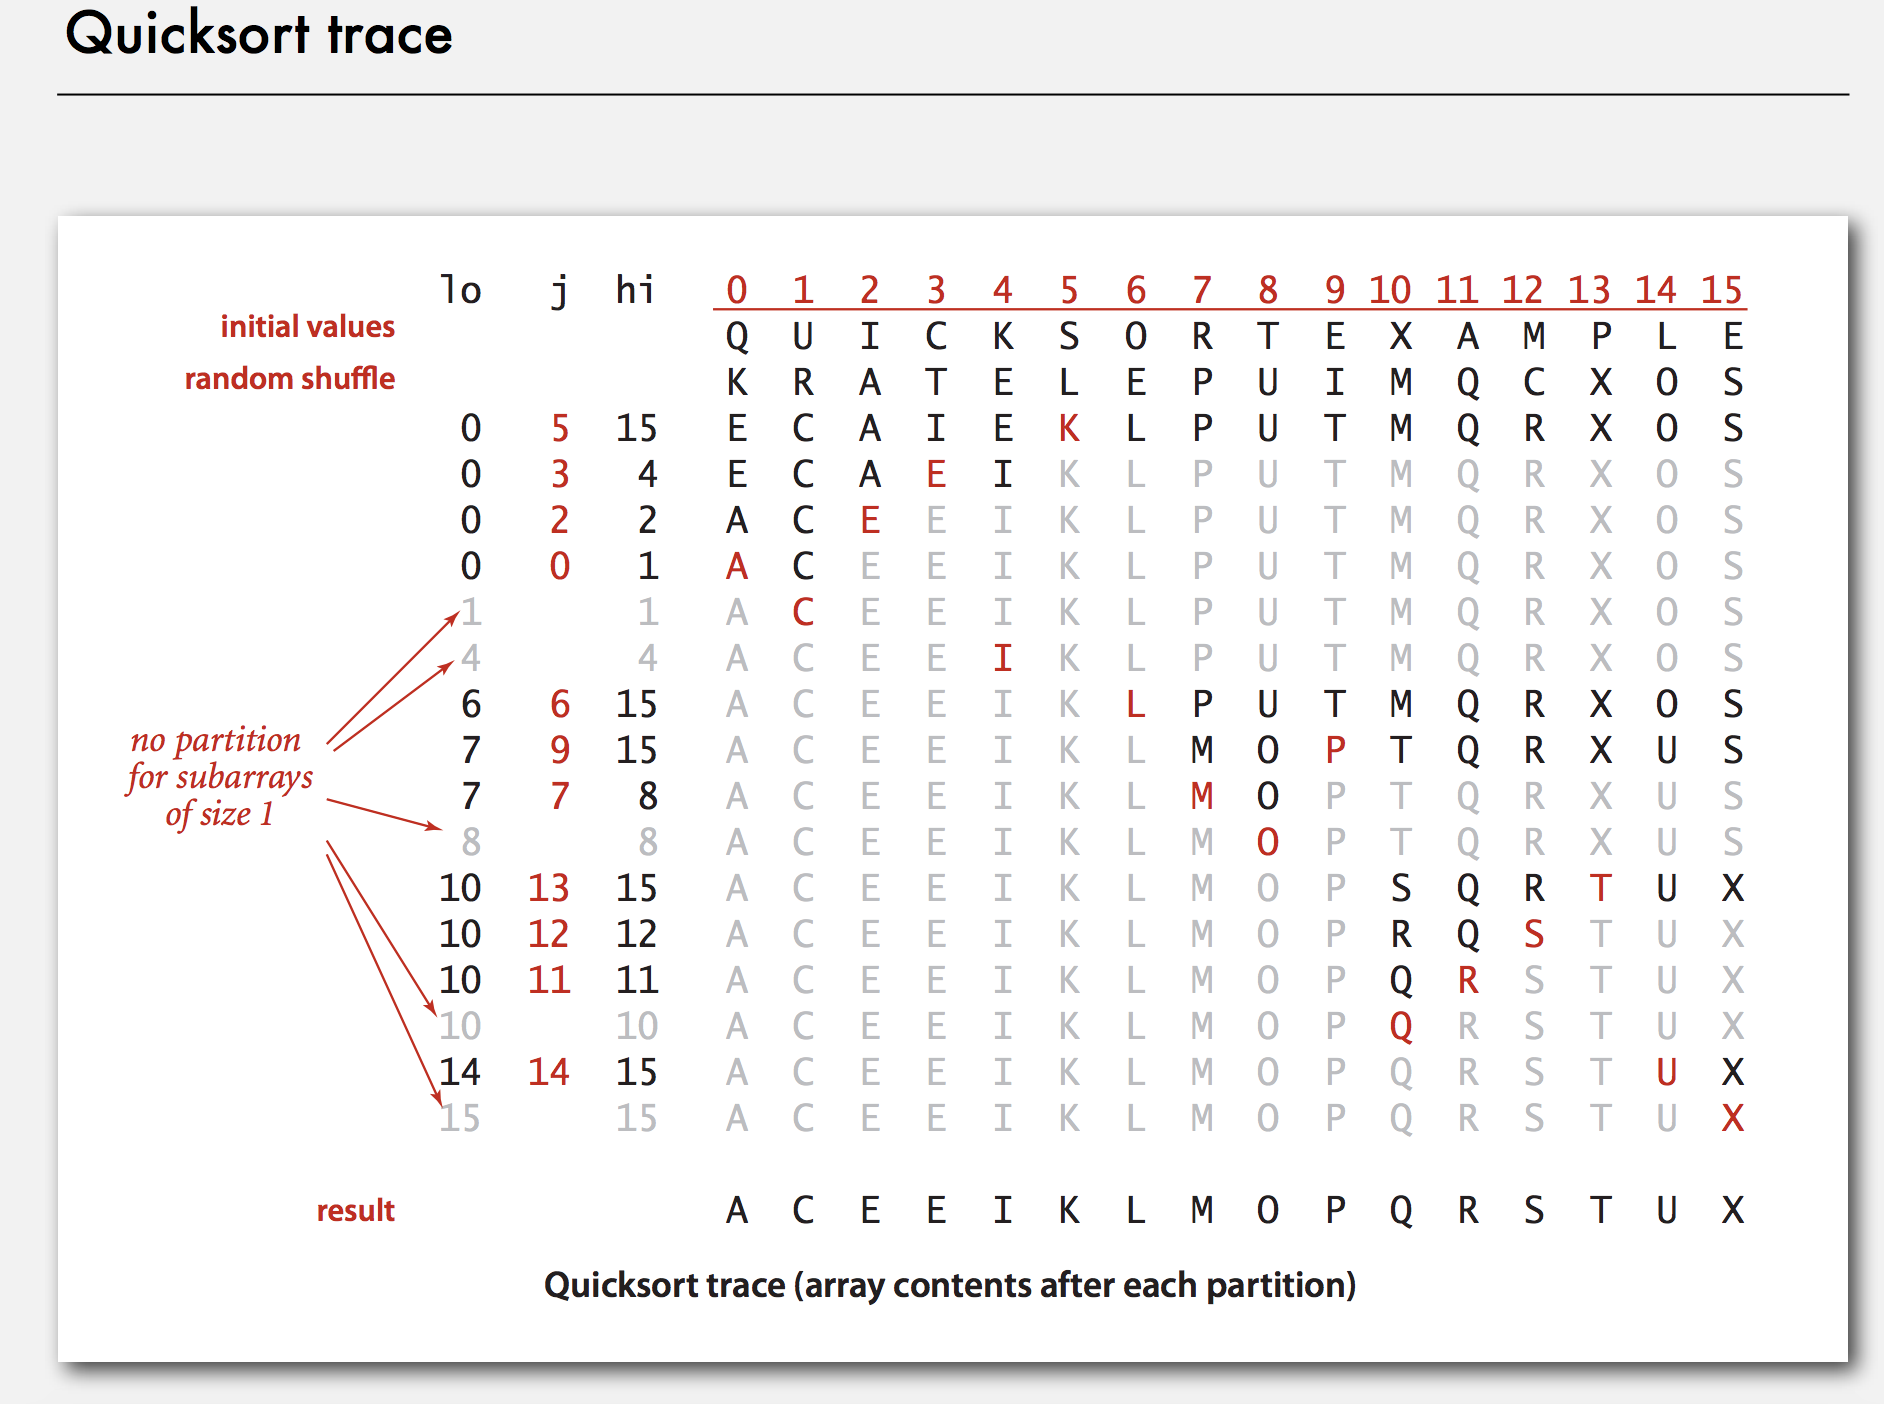 Quicksort trace
lo j hi 0 1 2 3 4 5 6 7 8 9 10 11 12 13 14 15
initial values Q U I C K S O R T E X A M P L E
random shuffle K R A T E L E P U I M Q C X O S
0 5 15 E C A I E K L P U T M Q R X O S
0 3 4 E C A E I K L P U T M Q R X O S
0 2 2 A C E E I K L P U T M Q R X O S
0 0 1 A C E E I K L P U T M Q R X O S
1 1 A C E E I K L P U T M Q R X O S
4 4 A C E E I K L P U T M Q R X O S
6 6 15 A C E E I K L P U T M Q R X O S
7 9 15 A C E E I K L M O P T Q R X U S
7 7 8 A C E E I K L M O P T Q R X U S
8 8 A C E E I K L M O P T Q R X U S
10 13 15 A C E E I K L M O P S Q R T U X
10 12 12 A C E E I K L M O P R Q S T U X
10 11 11 A C E E I K L M O P Q R S T U X
10 10 A C E E I K L M O P Q R S T U X
14 14 15 A C E E I K L M O P Q R S T U X
15 15 A C E E I K L M O P Q R S T U X
no partition
for subarrays
of size 1
result A C E E I K L M O P Q R S T U X
Quicksort trace (array contents after each partition)